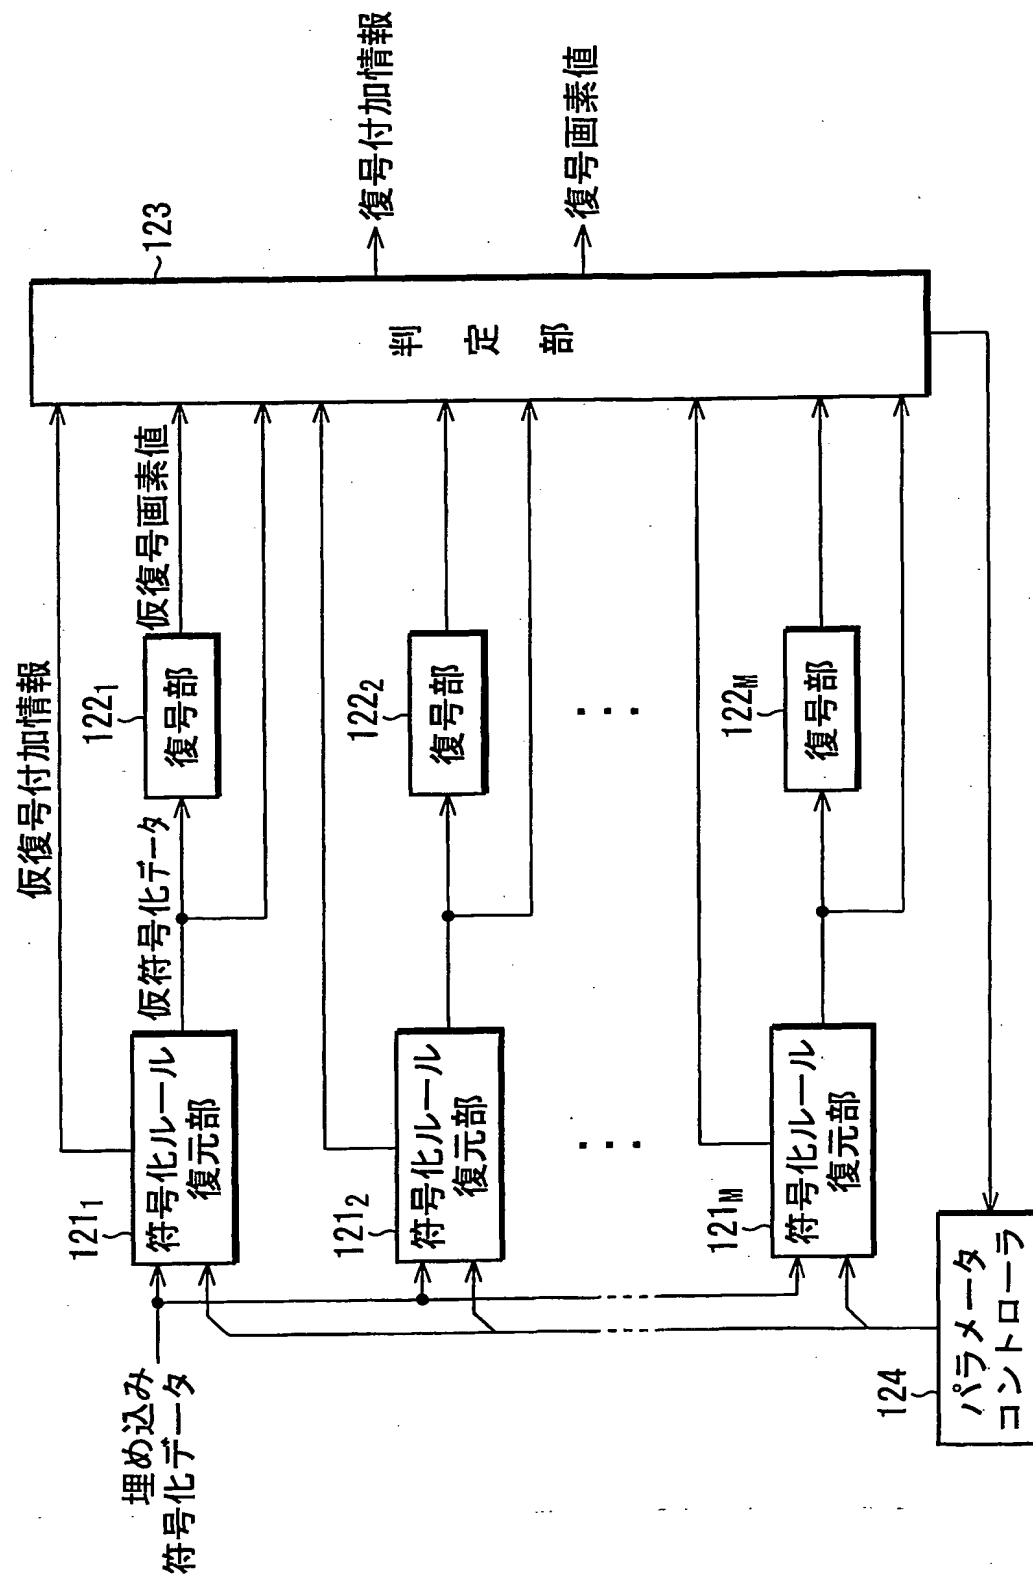 仮復号付加情報
埋め込み
符号化データ
121₁
符号化ルール
復元部
仮符号化データ
122₁
復号部
仮復号画素値
123
判定部
復号付加情報
復号画素値
121₂
符号化ルール
復元部
122₂
復号部
...
...
121M
符号化ルール
復元部
122M
復号部
124
パラメータ
コントローラ